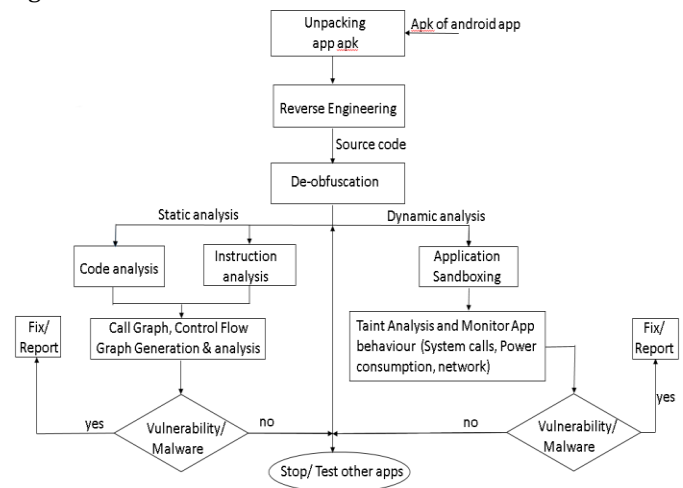 Unpacking
app apk
Apk of android app
Reverse Engineering
Source code
De-obfuscation
Static analysis
Dynamic analysis
Code analysis
Instruction
analysis
Application
Sandboxing
Fix/
Report
Call Graph, Control Flow
Graph Generation & analysis
Taint Analysis and Monitor App
behaviour (System calls, Power
consumption, network)
Fix/
Report
yes
Vulnerability/
Malware
no
no
Vulnerability/
Malware
yes
Stop/ Test other apps